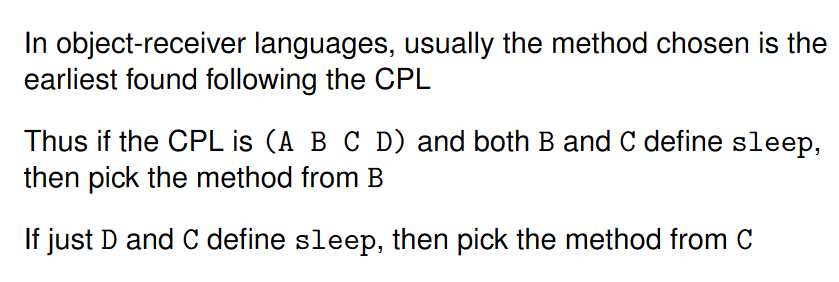 In object-receiver languages, usually the method chosen is the
earliest found following the CPL
Thus if the CPL is (A B C D) and both B and C define sleep,
then pick the method from B
If just D and C define sleep, then pick the method from C